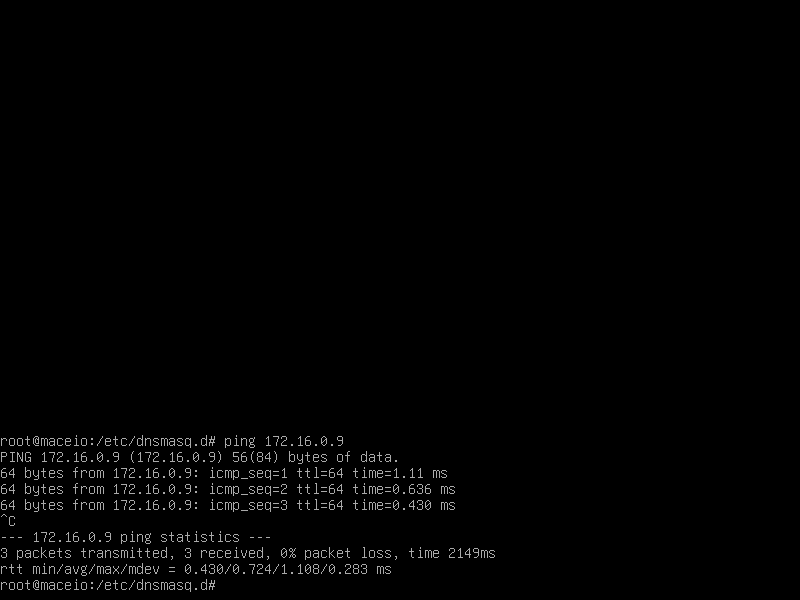 root@maceio:/etc/dnsmasq.d# ping 172.16.0.9
PING 172.16.0.9 (172.16.0.9) 56(84) bytes of data.
64 bytes from 172.16.0.9: icmp_seq=1 ttl=64 time=1.11 ms
64 bytes from 172.16.0.9: icmp_seq=2 ttl=64 time=0.636 ms
64 bytes from 172.16.0.9: icmp_seq=3 ttl=64 time=0.430 ms
^C
--- 172.16.0.9 ping statistics ---
3 packets transmitted, 3 received, 0% packet loss, time 2149ms
rtt min/avg/max/mdev = 0.430/0.724/1.108/0.283 ms
root@maceio:/etc/dnsmasq.d#